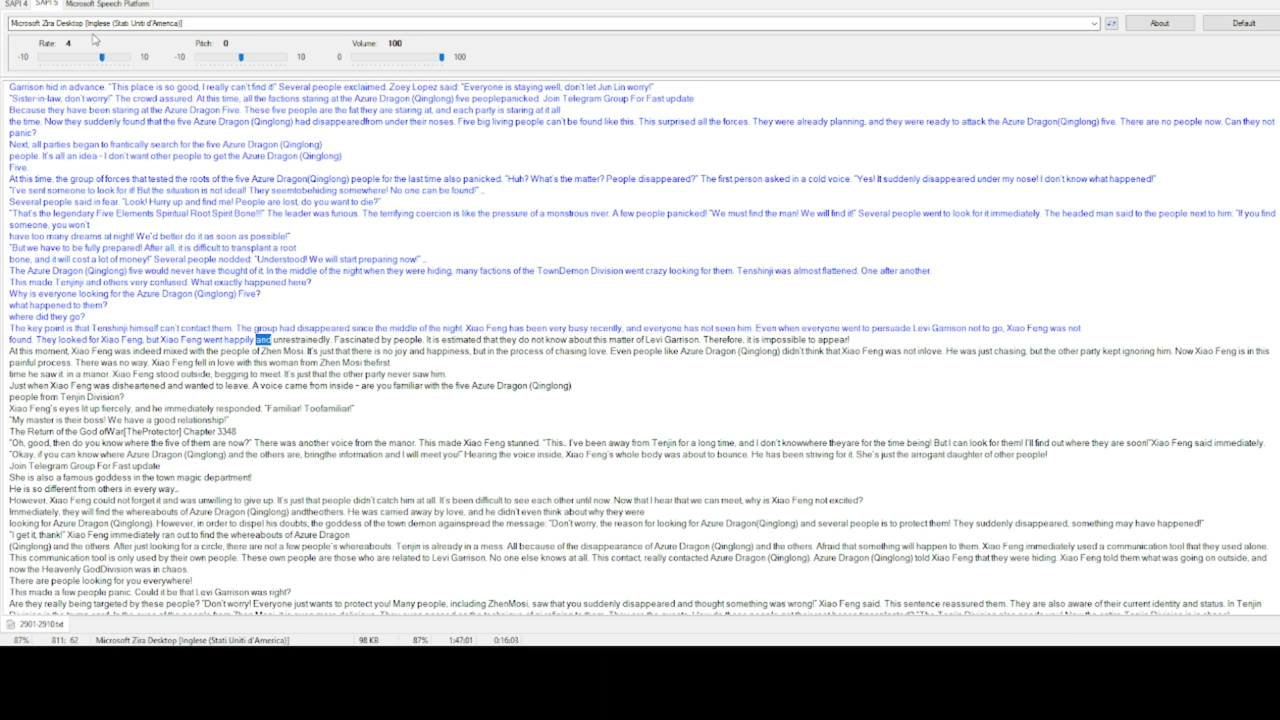 SAPI 4 SAPI 5 Microsoft Speech Platform
Microsoft Zira Desktop [Inglese (Stati Uniti d'America)] About Default
Rate: 4 Pitch: 0 Volume: 100
-10 10 -10 10 0 100
Garrison hid in advance. "This place is so good, I really can't find it!" Several people exclaimed. Zoey Lopez said: "Everyone is staying well, don't let Jun Lin worry!"
"Sister-in-law, don't worry!" The crowd assured. At this time, all the factions staring at the Azure Dragon (Qinglong) five peoplepanicked. Join Telegram Group For Fast update
Because they have been staring at the Azure Dragon Five. These five people are the fat they are staring at, and each party is staring at it all
the time. Now they suddenly found that the five Azure Dragon (Qinglong) had disappearedfrom under their noses. Five big living people can't be found like this. This surprised all the forces. They were already planning, and they were ready to attack the Azure Dragon(Qinglong) five. There are no people now. Can they not
panic?
Next, all parties began to frantically search for the five Azure Dragon (Qinglong)
people. It's all an idea - I don't want other people to get the Azure Dragon (Qinglong)
Five.
At this time, the group of forces that tested the roots of the five Azure Dragon(Qinglong) people for the last time also panicked. "Huh? What's the matter? People disappeared?" The first person asked in a cold voice. "Yes! It suddenly disappeared under my nose! I don't know what happened!"
"I've sent someone to look for it! But the situation is not ideal! They seemtobehiding somewhere! No one can be found!" ..
Several people said in fear. "Look! Hurry up and find me! People are lost, do you want to die?"
"That's the legendary Five Elements Spiritual Root Spirit Bone!!!" The leader was furious. The terrifying coercion is like the pressure of a monstrous river. A few people panicked! "We must find the man! We will find it!" Several people went to look for it immediately. The headed man said to the people next to him: "If you find
someone, you won't
have too many dreams at night! We'd better do it as soon as possible!"
"But we have to be fully prepared! After all, it is difficult to transplant a root
bone, and it will cost a lot of money!" Several people nodded: "Understood! We will start preparing now!" ..
The Azure Dragon (Qinglong) five would never have thought of it. In the middle of the night when they were hiding, many factions of the TownDemon Division went crazy looking for them. Tenshinji was almost flattened. One after another.
This made Tenjinji and others very confused. What exactly happened here?
Why is everyone looking for the Azure Dragon (Qinglong) Five?
what happened to them?
where did they go?
The key point is that Tenshinji himself can't contact them. The group had disappeared since the middle of the night. Xiao Feng has been very busy recently, and everyone has not seen him. Even when everyone went to persuade Levi Garrison not to go, Xiao Feng was not
found. They looked for Xiao Feng, but Xiao Feng went happily and unrestrainedly. Fascinated by people. It is estimated that they do not know about this matter of Levi Garrison. Therefore, it is impossible to appear!
At this moment, Xiao Feng was indeed mixed with the people of Zhen Mosi. It's just that there is no joy and happiness, but in the process of chasing love. Even people like Azure Dragon (Qinglong) didn't think that Xiao Feng was not inlove. He was just chasing, but the other party kept ignoring him. Now Xiao Feng is in this
painful process. There was no way, Xiao Feng fell in love with this woman from Zhen Mosi thefirst
time he saw it. in a manor. Xiao Feng stood outside, begging to meet. It's just that the other party never saw him.
Just when Xiao Feng was disheartened and wanted to leave. A voice came from inside - are you familiar with the five Azure Dragon (Qinglong)
people from Tenjin Division?
Xiao Feng's eyes lit up fiercely, and he immediately responded: "Familiar! Toofamiliar!"
"My master is their boss! We have a good relationship!"
The Return of the God ofWar[TheProtector] Chapter 3348
"Oh, good, then do you know where the five of them are now?" There was another voice from the manor. This made Xiao Feng stunned. "This.. I've been away from Tenjin for a long time, and I don't knowwhere theyare for the time being! But I can look for them! I'll find out where they are soon!"Xiao Feng said immediately.
"Okay, if you can know where Azure Dragon (Qinglong) and the others are, bringthe information and I will meet you!" Hearing the voice inside, Xiao Feng's whole body was about to bounce. He has been striving for it. She's just the arrogant daughter of other people!
Join Telegram Group For Fast update
She is also a famous goddess in the town magic department!
He is so different from others in every way..
However, Xiao Feng could not forget it and was unwilling to give up. It's just that people didn't catch him at all. It's been difficult to see each other until now. Now that I hear that we can meet, why is Xiao Feng not excited?
Immediately, they will find the whereabouts of Azure Dragon (Qinglong) andtheothers. He was carried away by love, and he didn't even think about why they were
looking for Azure Dragon (Qinglong). However, in order to dispel his doubts, the goddess of the town demon againspread the message: "Don't worry, the reason for looking for Azure Dragon(Qinglong) and several people is to protect them! They suddenly disappeared, something may have happened!"
"I get it, thank!" Xiao Feng immediately ran out to find the whereabouts of Azure Dragon
(Qinglong) and the others. After just looking for a circle, there are not a few people's whereabouts. Tenjin is already in a mess. All because of the disappearance of Azure Dragon (Qinglong) and the others. Afraid that something will happen to them. Xiao Feng immediately used a communication tool that they used alone.
This communication tool is only used by their own people. These own people are those who are related to Levi Garrison. No one else knows at all. This contact, really contacted Azure Dragon (Qinglong). Azure Dragon (Qinglong) told Xiao Feng that they were hiding. Xiao Feng told them what was going on outside, and
now the Heavenly GodDivision was in chaos.
There are people looking for you everywhere!
This made a few people panic. Could it be that Levi Garrison was right?
Are they really being targeted by these people? "Don't worry! Everyone just wants to protect you! Many people, including ZhenMosi, saw that you suddenly disappeared and thought something was wrong!" Xiao Feng said. This sentence reassured them. They are also aware of their current identity and status. In Tenjin
2901-2910.txt
87% 811: 62 Microsoft Zira Desktop [Inglese (Stati Uniti d'America)] 98 KB 87% 1:47:01 0:16:03